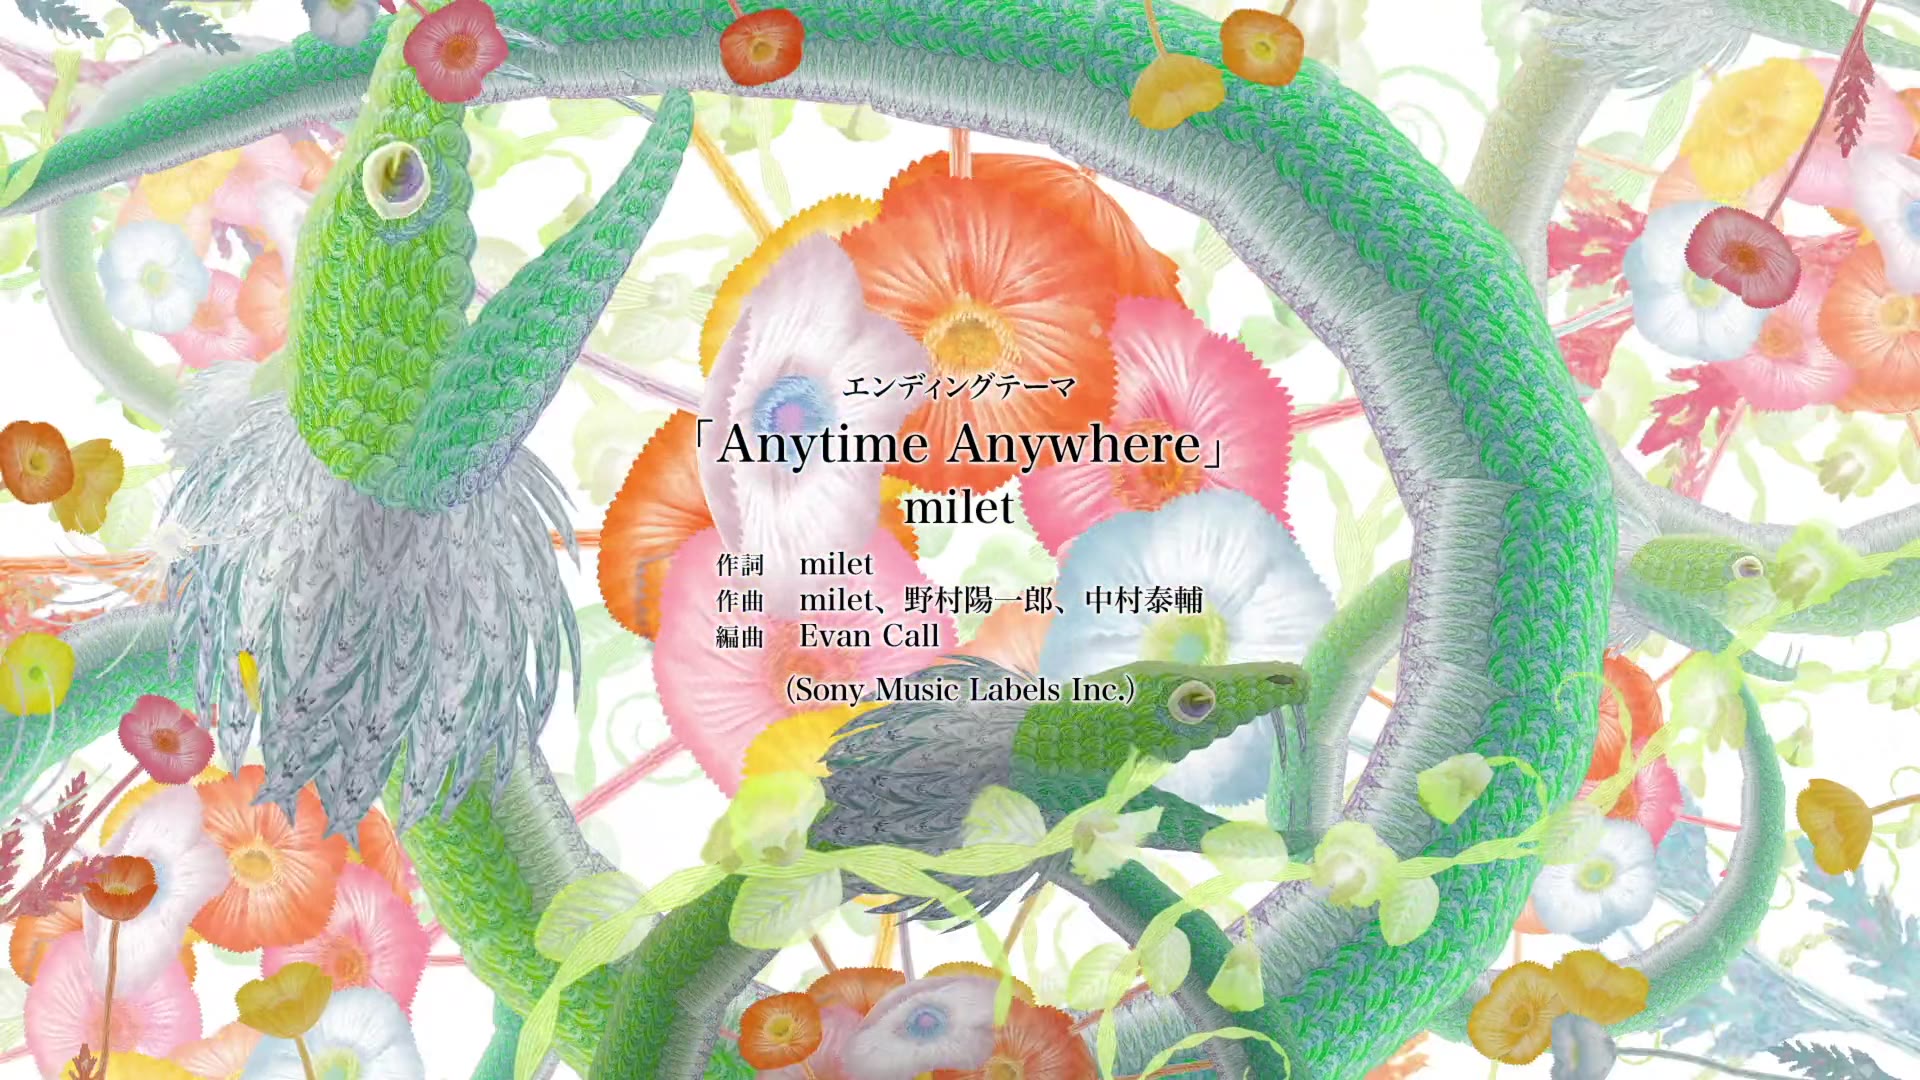 エンディングテーマ
「Anytime Anywhere」
milet
作詞 milet
作曲 milet、野村陽一郎、中村泰輔
編曲 Evan Call
(Sony Music Labels Inc.)